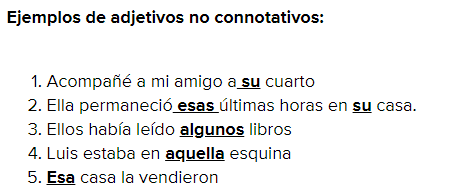 Ejemplos de adjetivos no connotativos:
1. Acompañé a mi amigo a su cuarto
2. Ella permaneció esas últimas horas en su casa.
3. Ellos había leído algunos libros
4. Luis estaba en aquella esquina
5. Esa casa la vendieron